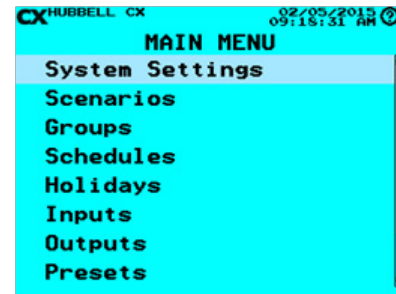 CX HUBBELL CX 02/05/2015
09:18:31 AM ?
MAIN MENU
System Settings
Scenarios
Groups
Schedules
Holidays
Inputs
Outputs
Presets